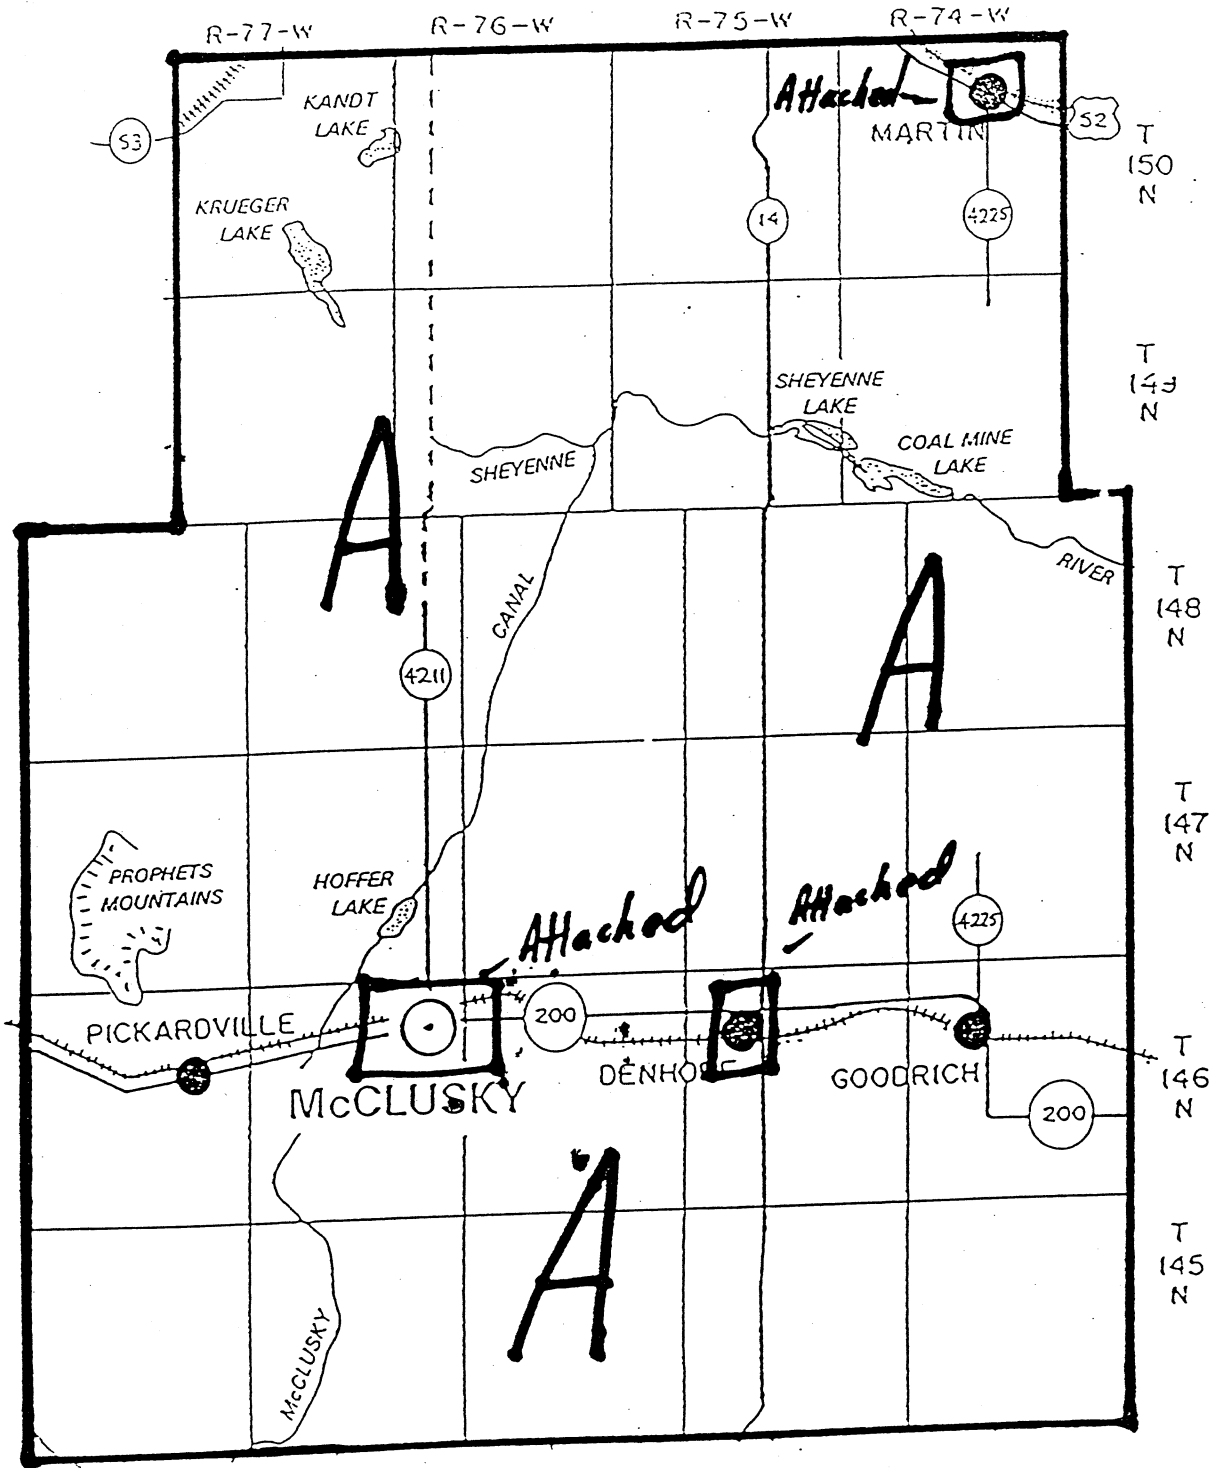 R-77-W R-76-W R-75-W R-74-W
KANDT
LAKE
Attached
MARTIN
53
52
T
150
N
KRUEGER
LAKE
14
4225
T
149
N
SHEYENNE
LAKE
COAL MINE
LAKE
SHEYENNE
A
CANAL
RIVER
A
T
148
N
4211
T
147
N
PROPHETS
MOUNTAINS
HOFFER
LAKE
Attached
Attached
4225
PICKARDVILLE
200
McCLUSKY
DENHOFF
GOODRICH
T
146
N
200
A
T
145
N
McCLUSKY